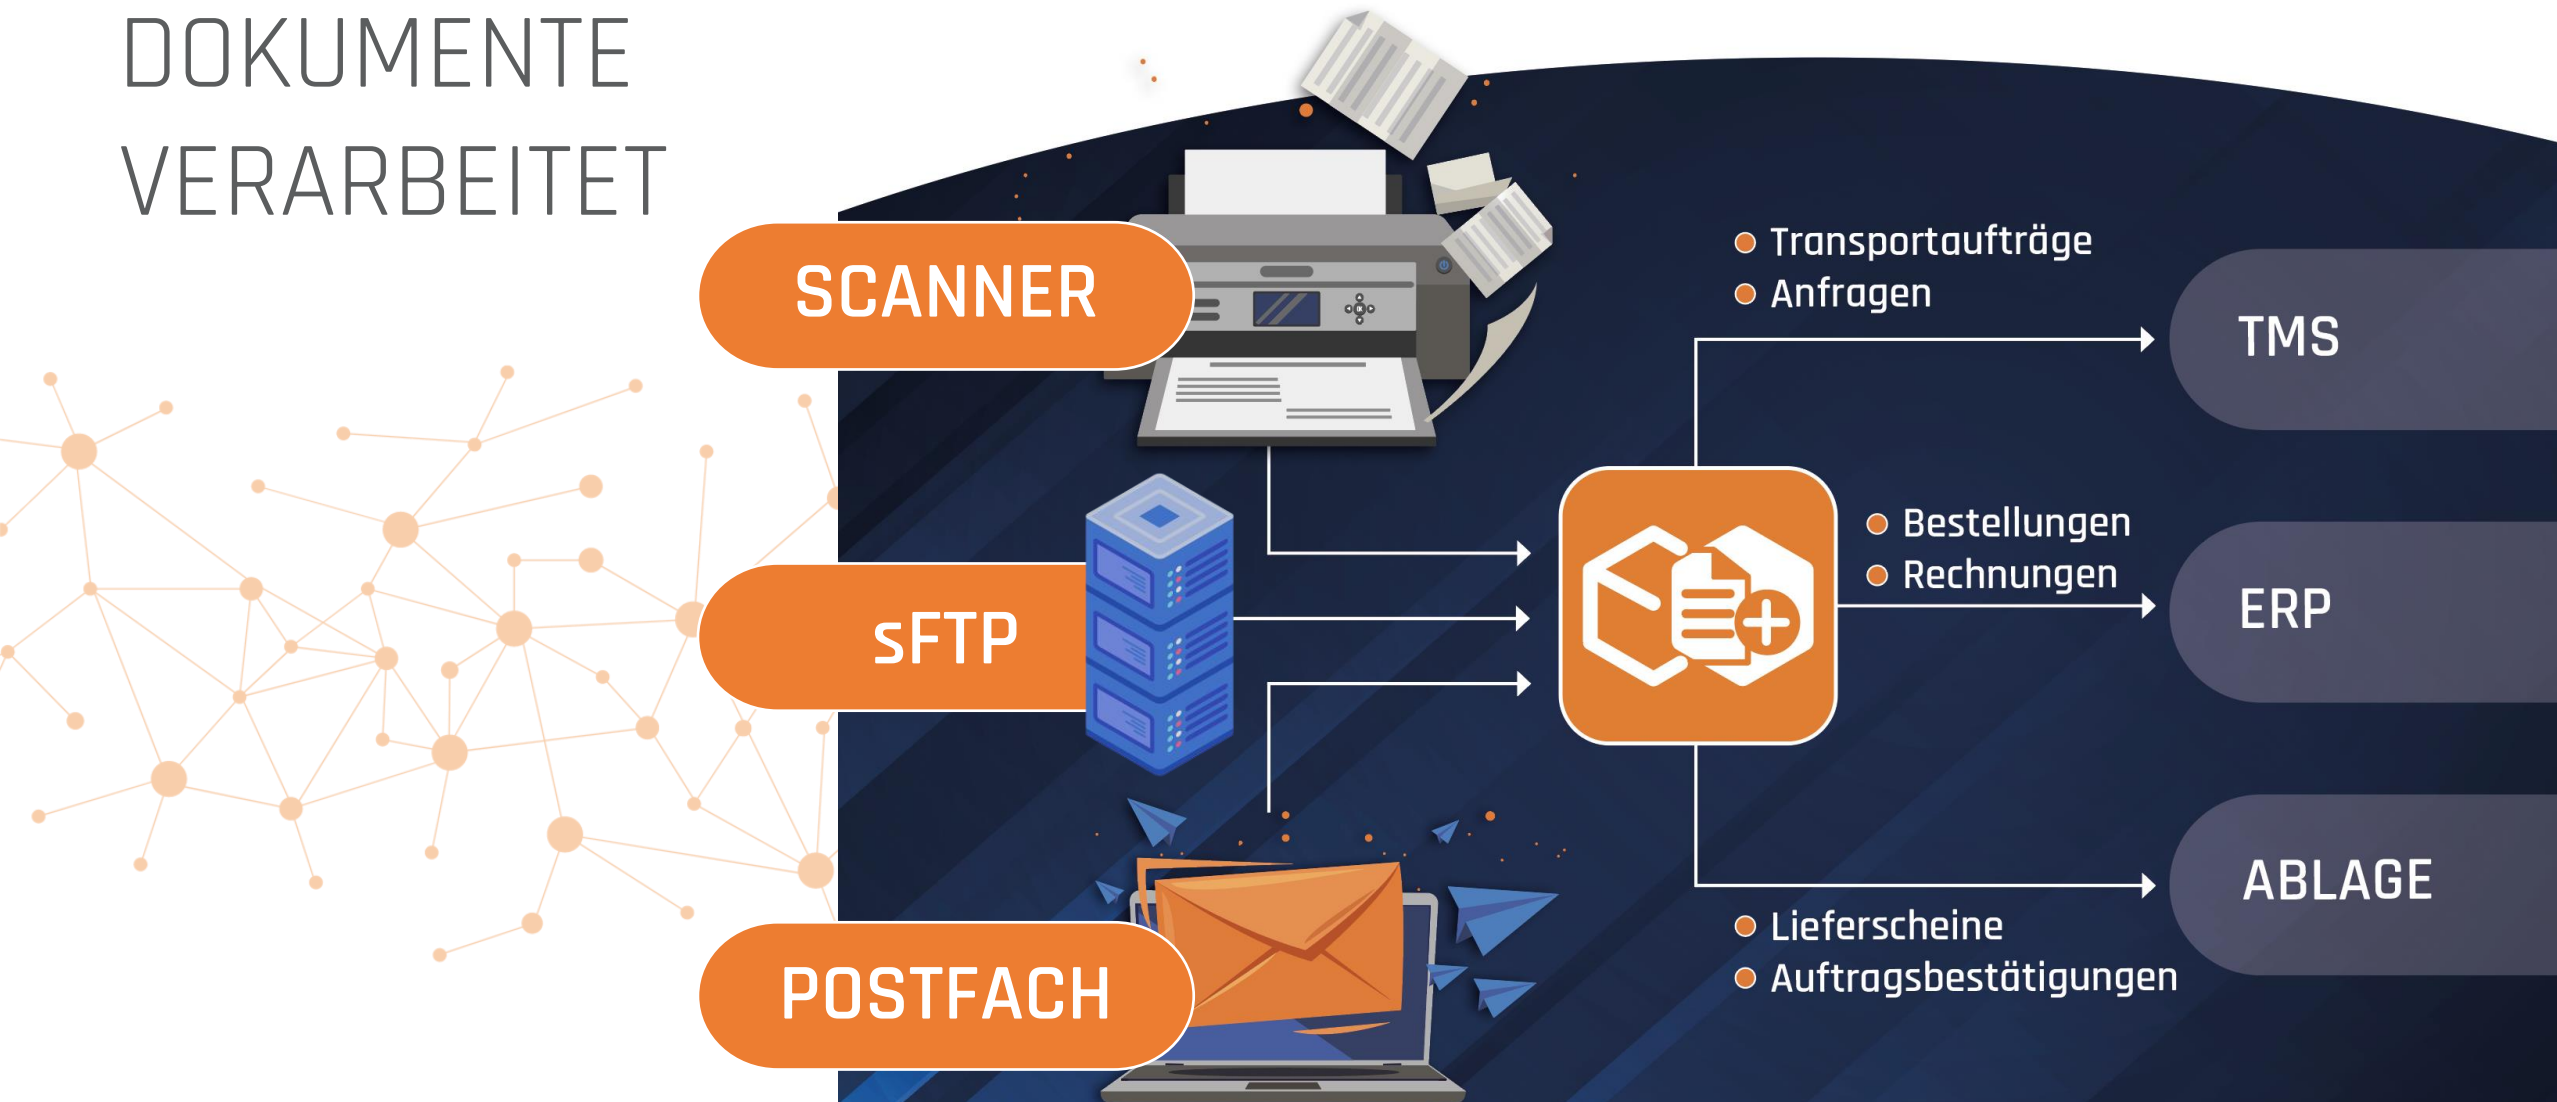 DOKUMENTE
VERARBEITET
SCANNER
sFTP
POSTFACH
Transportaufträge
Anfragen
TMS
Bestellungen
Rechnungen
ERP
ABLAGE
Lieferscheine
Auftragsbestätigungen